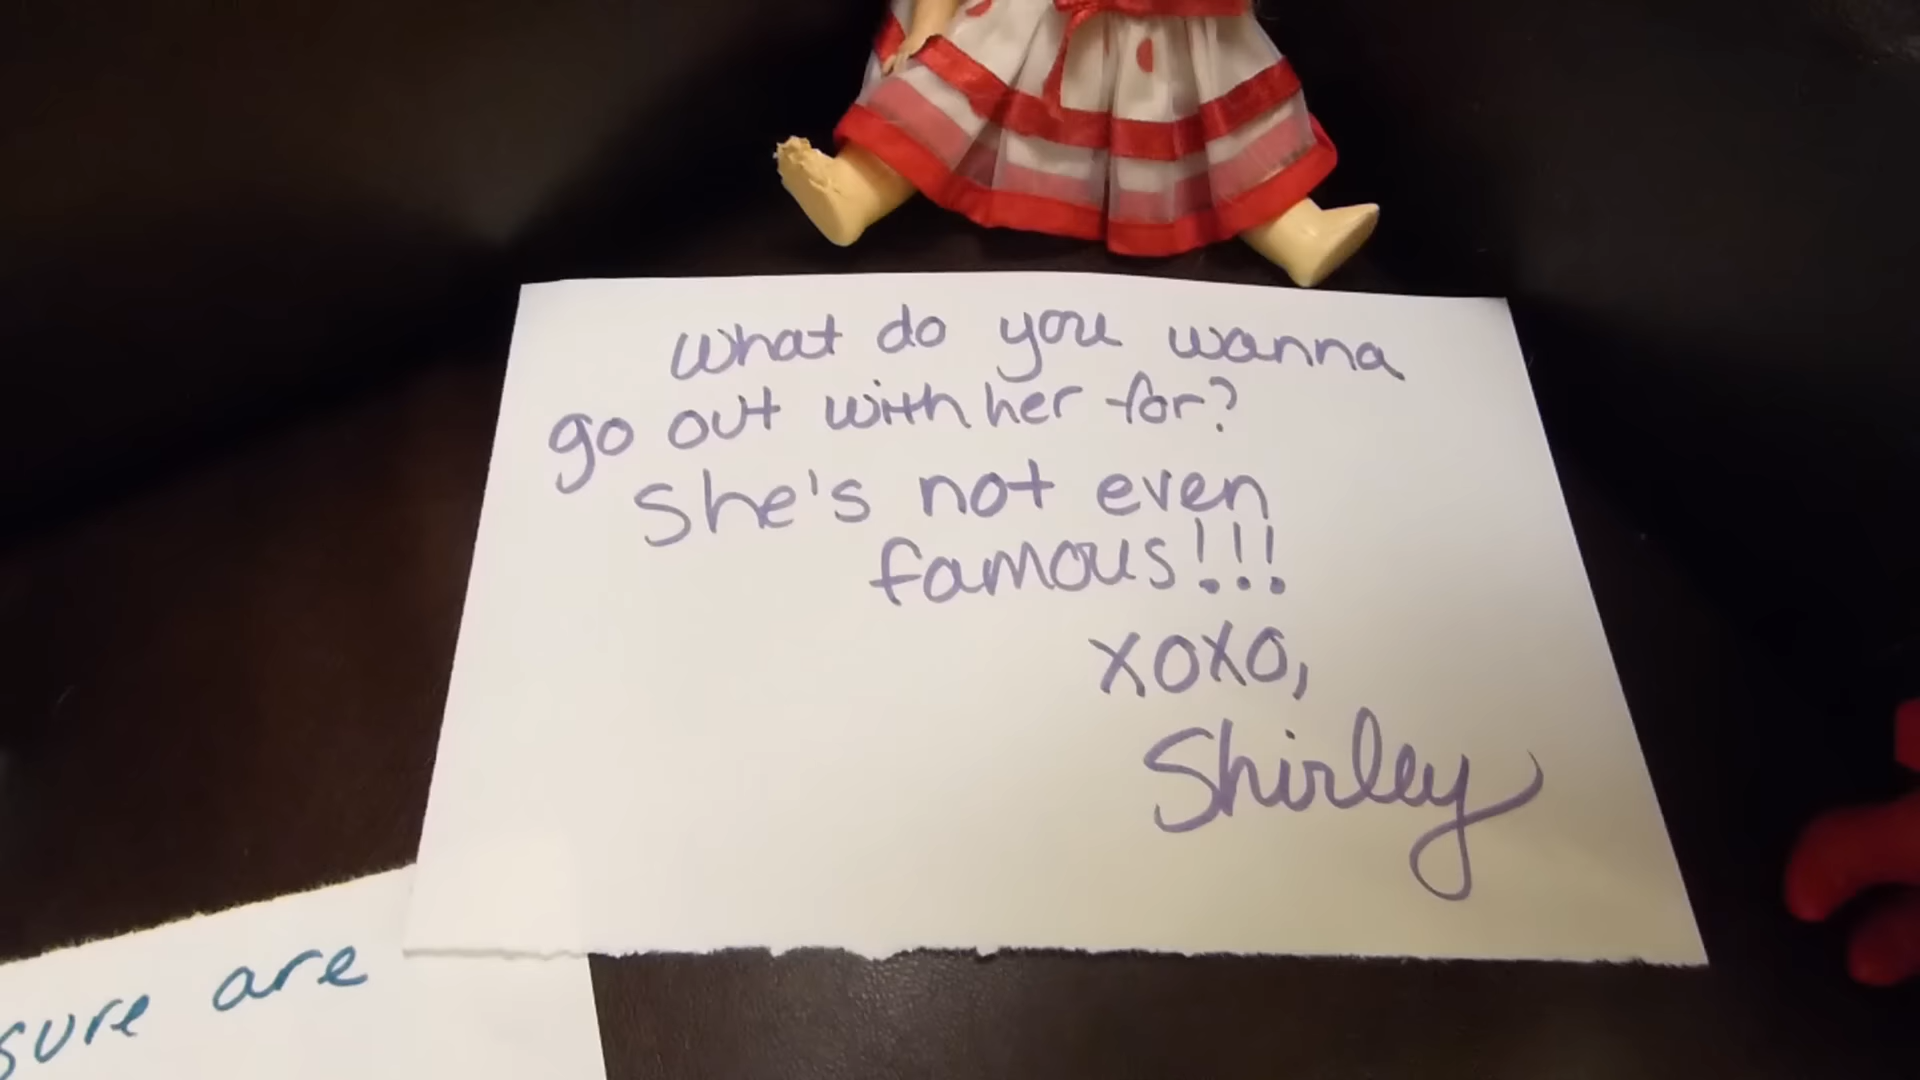 What do you wanna
go out with her for?
She's not even
famous!!!
xoxo,
Shirley
sure are